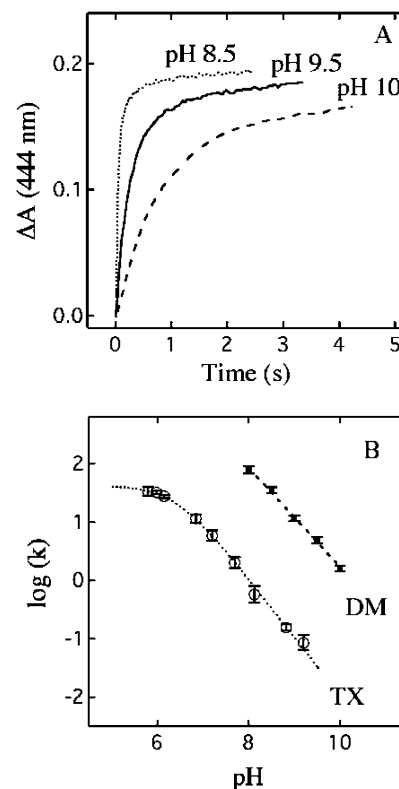 A
pH 8.5
pH 9.5
pH 10
0.2
0.1
0.0
ΔA (444 nm)
0 1 2 3 4 5
Time (s)
B
2
1
0
-1
-2
log (k)
DM
TX
6 8 10
pH